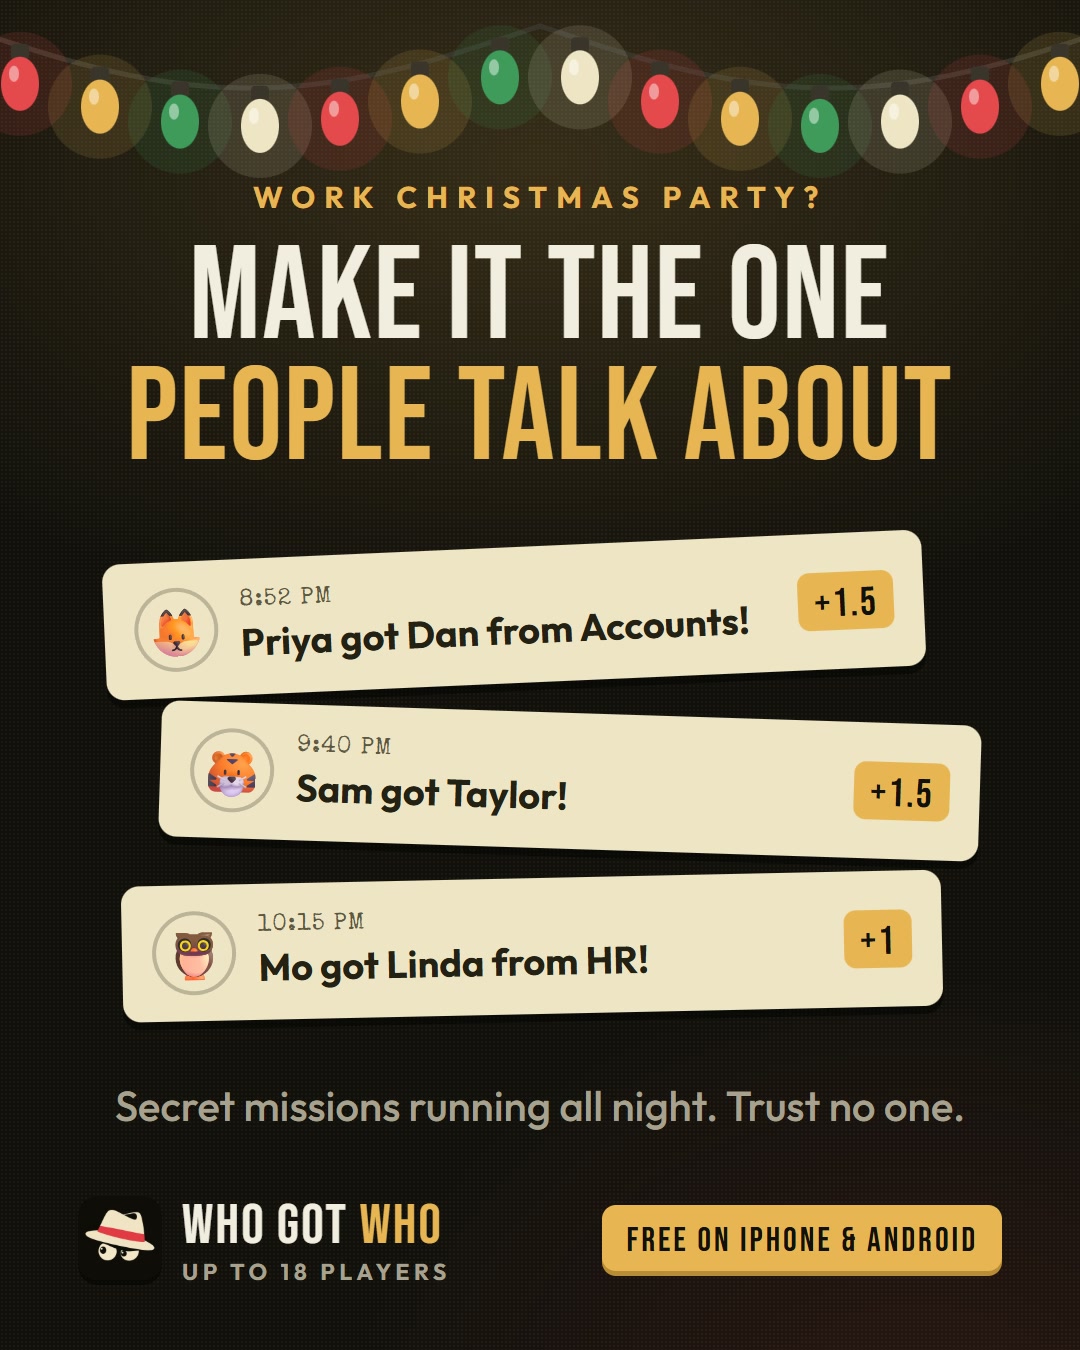 WORK CHRISTMAS PARTY?
MAKE IT THE ONE
PEOPLE TALK ABOUT
8:52 PM
Priya got Dan from Accounts!
+1.5
9:40 PM
Sam got Taylor!
+1.5
10:15 PM
Mo got Linda from HR!
+1
Secret missions running all night. Trust no one.
WHO GOT WHO
UP TO 18 PLAYERS
FREE ON IPHONE & ANDROID